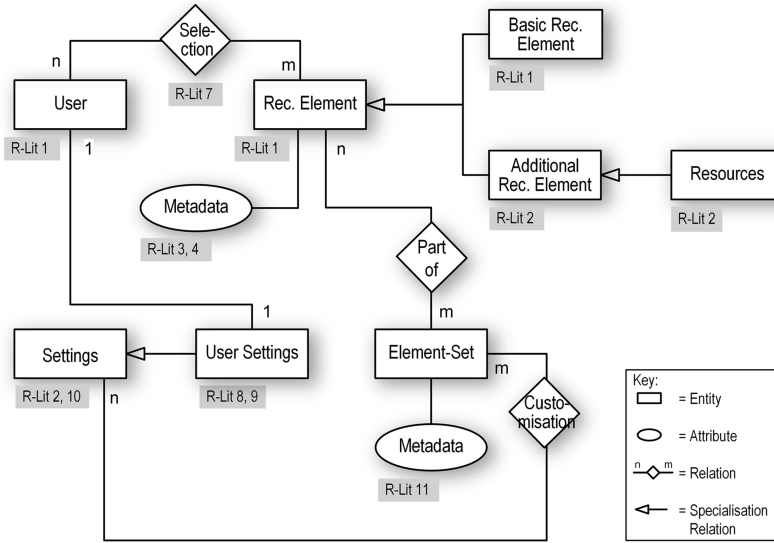 Sele-
ction
n
m
R-Lit 7
User
R-Lit 1
1
Rec. Element
R-Lit 1
n
Basic Rec.
Element
R-Lit 1
Additional
Rec. Element
R-Lit 2
Resources
R-Lit 2
Metadata
R-Lit 3, 4
Part
of
m
1
Settings
R-Lit 2, 10
n
User Settings
R-Lit 8, 9
Element-Set
m
Custo-
misation
Metadata
R-Lit 11
Key:
= Entity
= Attribute
n m
= Relation
= Specialisation
Relation